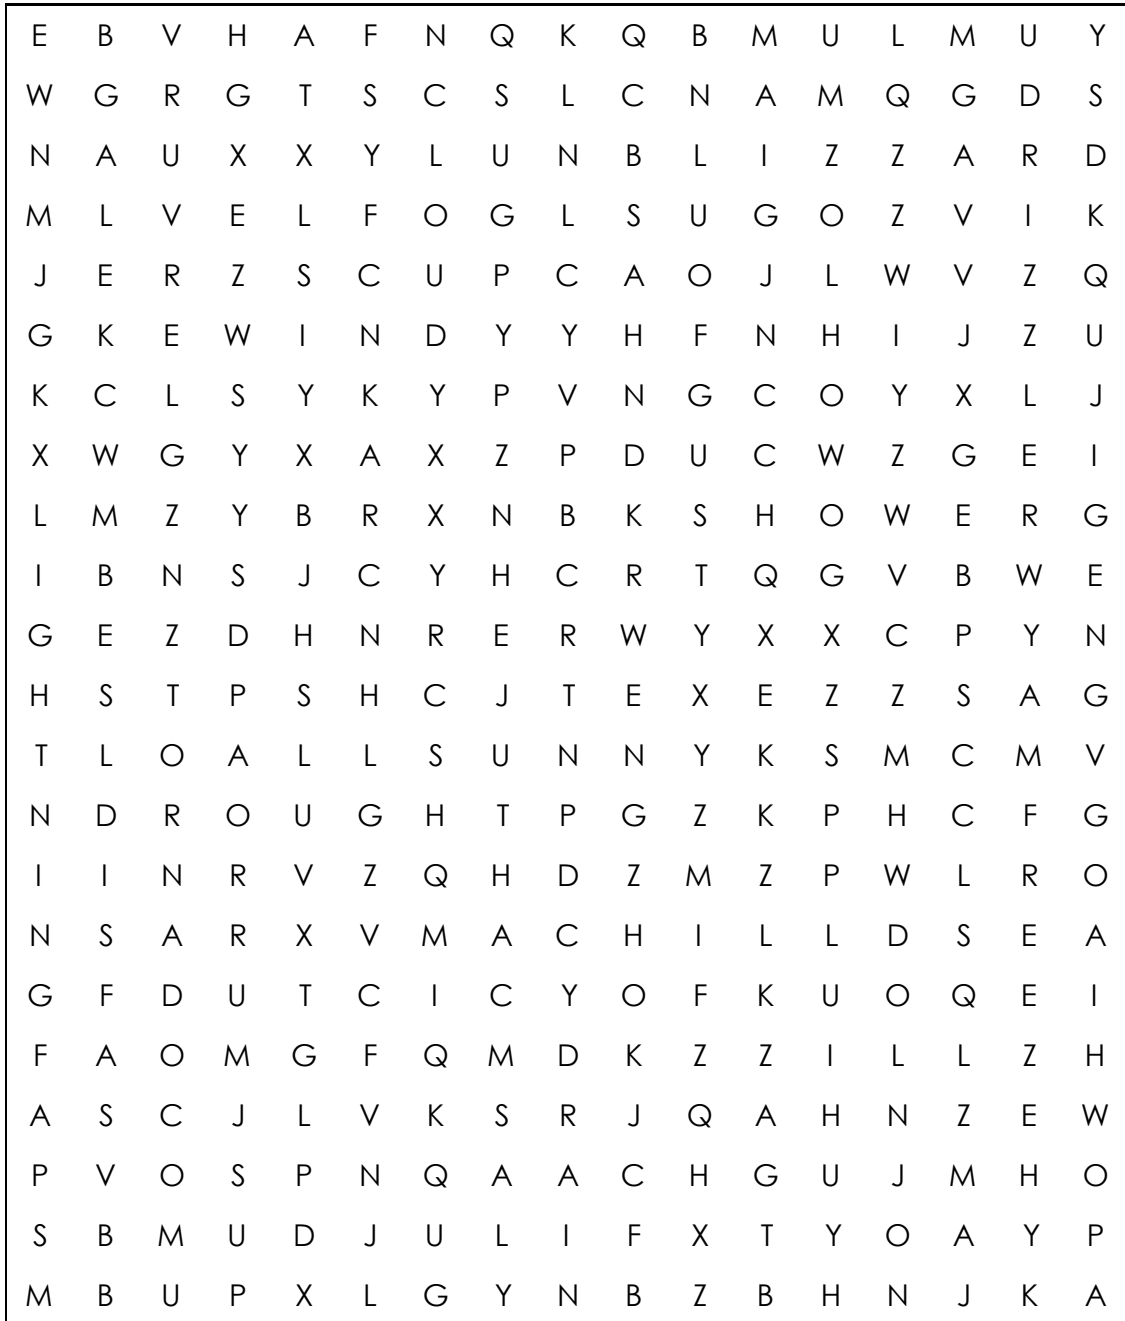 E B V H A F N Q K Q B M U L M U Y
W G R G T S C S L C N A M Q G D S
N A U X X Y L U N B L I Z Z A R D
M L V E L F O G L S U G O Z V I K
J E R Z S C U P C A O J L W V Z Q
G K E W I N D Y Y H F N H I J Z U
K C L S Y K Y P V N G C O Y X L J
X W G Y X A X Z P D U C W Z G E I
L M Z Y B R X N B K S H O W E R G
I B N S J C Y H C R T Q G V B W E
G E Z D H N R E R W Y X X C P Y N
H S T P S H C J T E X E Z Z S A G
T L O A L L S U N N Y K S M C M V
N D R O U G H T P G Z K P H C F G
I I N R V Z Q H D Z M Z P W L R O
N S A R X V M A C H I L L D S E A
G F D U T C I C Y O F K U O Q E I
F A O M G F Q M D K Z Z I L L Z H
A S C J L V K S R J Q A H N Z E W
P V O S P N Q A A C H G U J M H O
S B M U D J U L I F X T Y O A Y P
M B U P X L G Y N B Z B H N J K A